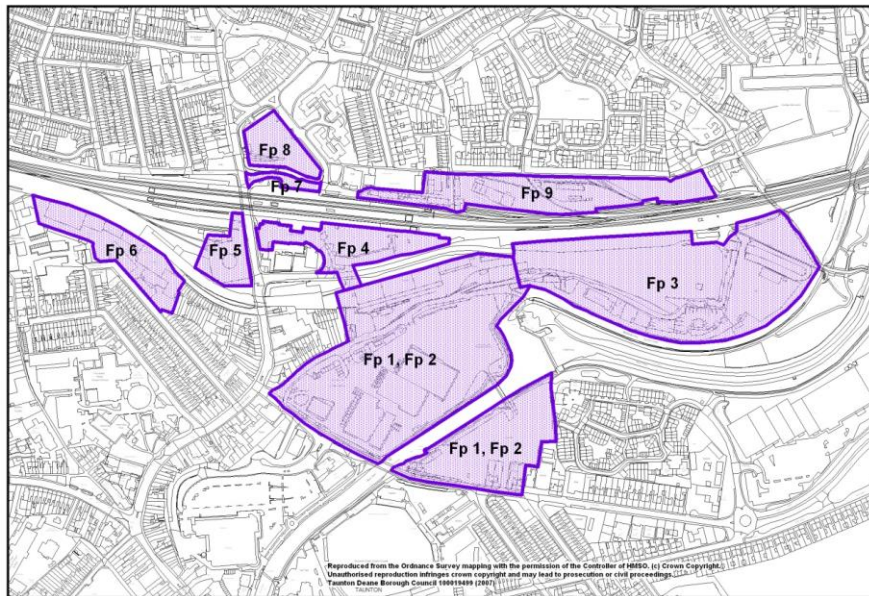 Fp 8
Fp 7
Fp 9
Fp 6
Fp 5
Fp 4
Fp 3
Fp 1, Fp 2
Fp 1, Fp 2
Reproduced from the Ordnance Survey mapping with the permission of the Controller of HMSO. (c) Crown Copyright.
Unauthorised reproduction infringes crown copyright and may lead to prosecution or civil proceedings.
Taunton Deane Borough Council 100019499 (2007)
TAUNTON